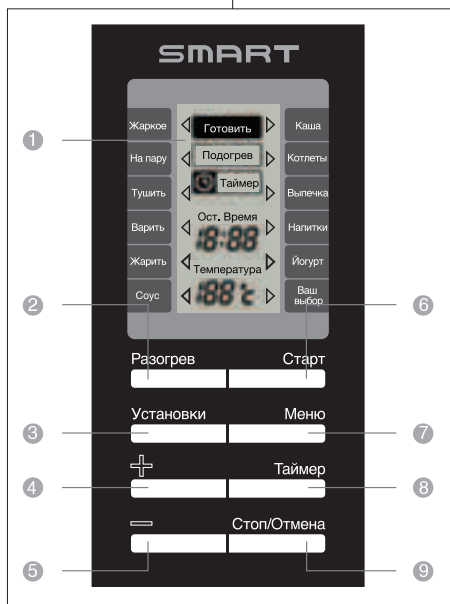 SMART
Жаркое
Готовить
Каша
1
На пару
Подогрев
Котлеты
Тушить
Таймер
Выпечка
Варить
Ост. Время
18:88
Напитки
Жарить
Температура
Йогурт
Соус
188°c
Ваш
выбор
2
6
Разогрев
Старт
3
Установки
Меню
7
+
4
Таймер
8
—
5
Стоп/Отмена
9